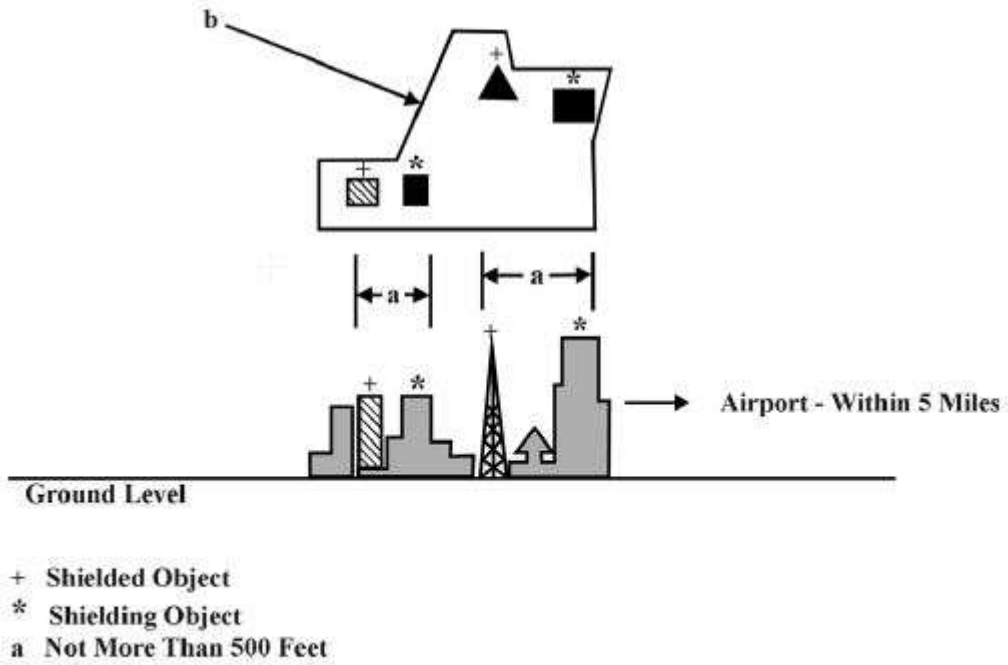 b
+
*
+
*
a
a
+
*
+
*
Airport - Within 5 Miles
Ground Level
+ Shielded Object
* Shielding Object
a Not More Than 500 Feet